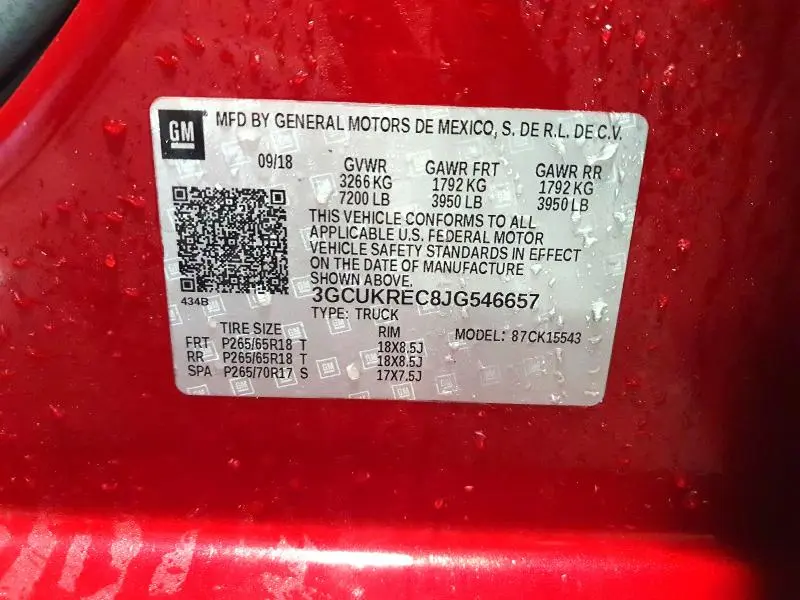 GM MFD BY GENERAL MOTORS DE MEXICO, S. DE R.L. DE C.V.
09/18 GVWR GAWR FRT GAWR RR
3266 KG 1792 KG 1792 KG
7200 LB 3950 LB 3950 LB
THIS VEHICLE CONFORMS TO ALL
APPLICABLE U.S. FEDERAL MOTOR
VEHICLE SAFETY STANDARDS IN EFFECT
ON THE DATE OF MANUFACTURE
SHOWN ABOVE.
434B 3GCUKREC8JG546657
TYPE: TRUCK
TIRE SIZE RIM MODEL: 87CK15543
FRT P265/65R18 T 18X8.5J
RR P265/65R18 T 18X8.5J
SPA P265/70R17 S 17X7.5J